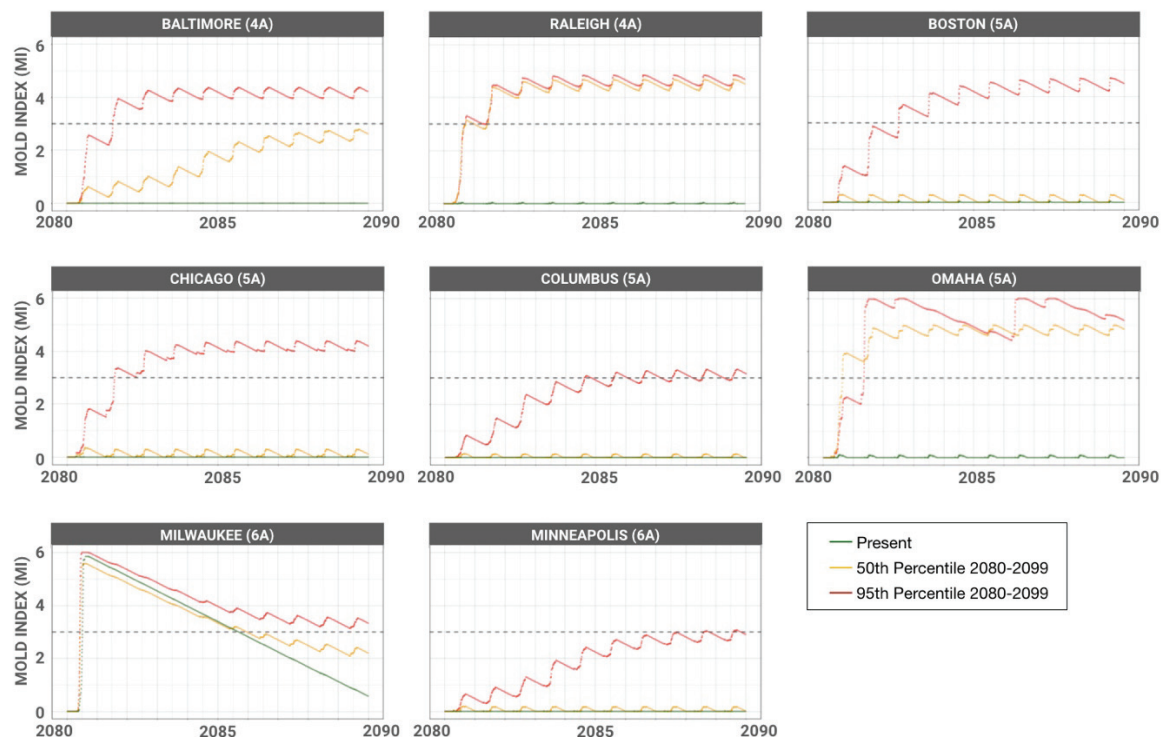 BALTIMORE (4A)
RALEIGH (4A)
BOSTON (5A)
MOLD INDEX (MI)
6
4
2
0
2080
2085
2090
2080
2085
2090
2080
2085
2090
CHICAGO (5A)
COLUMBUS (5A)
OMAHA (5A)
MOLD INDEX (MI)
6
4
2
0
2080
2085
2090
2080
2085
2090
2080
2085
2090
MILWAUKEE (6A)
MINNEAPOLIS (6A)
MOLD INDEX (MI)
6
4
2
0
2080
2085
2090
2080
2085
2090
Present
50th Percentile 2080-2099
95th Percentile 2080-2099